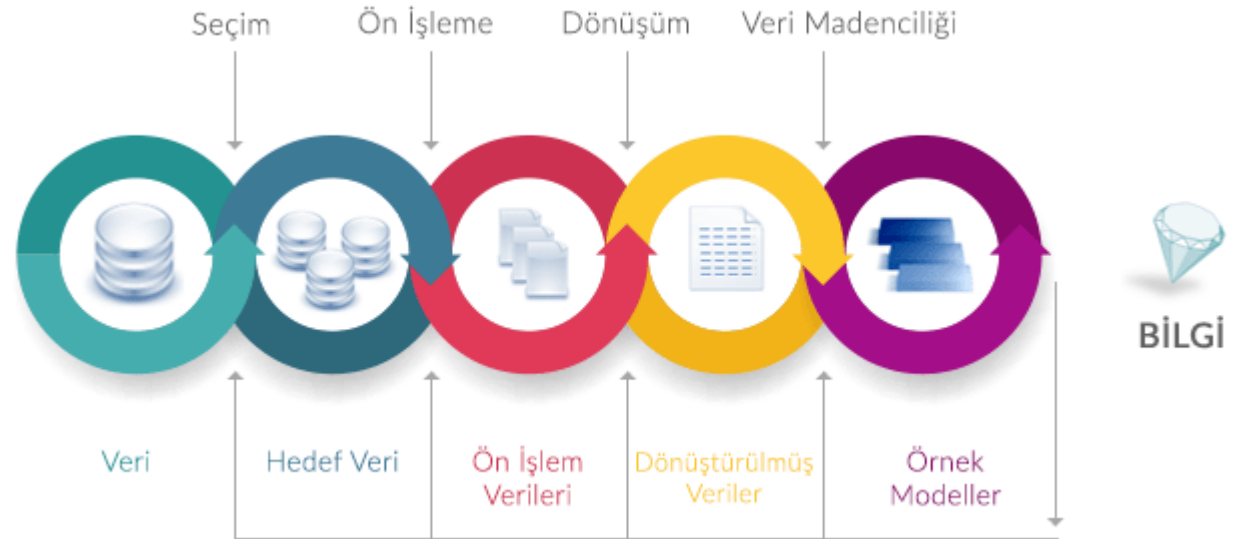 Seçim
Ön İşleme
Dönüşüm
Veri Madenciliği
BİLGİ
Veri
Hedef Veri
Ön İşlem
Verileri
Dönüştürülmüş
Veriler
Örnek
Modeller